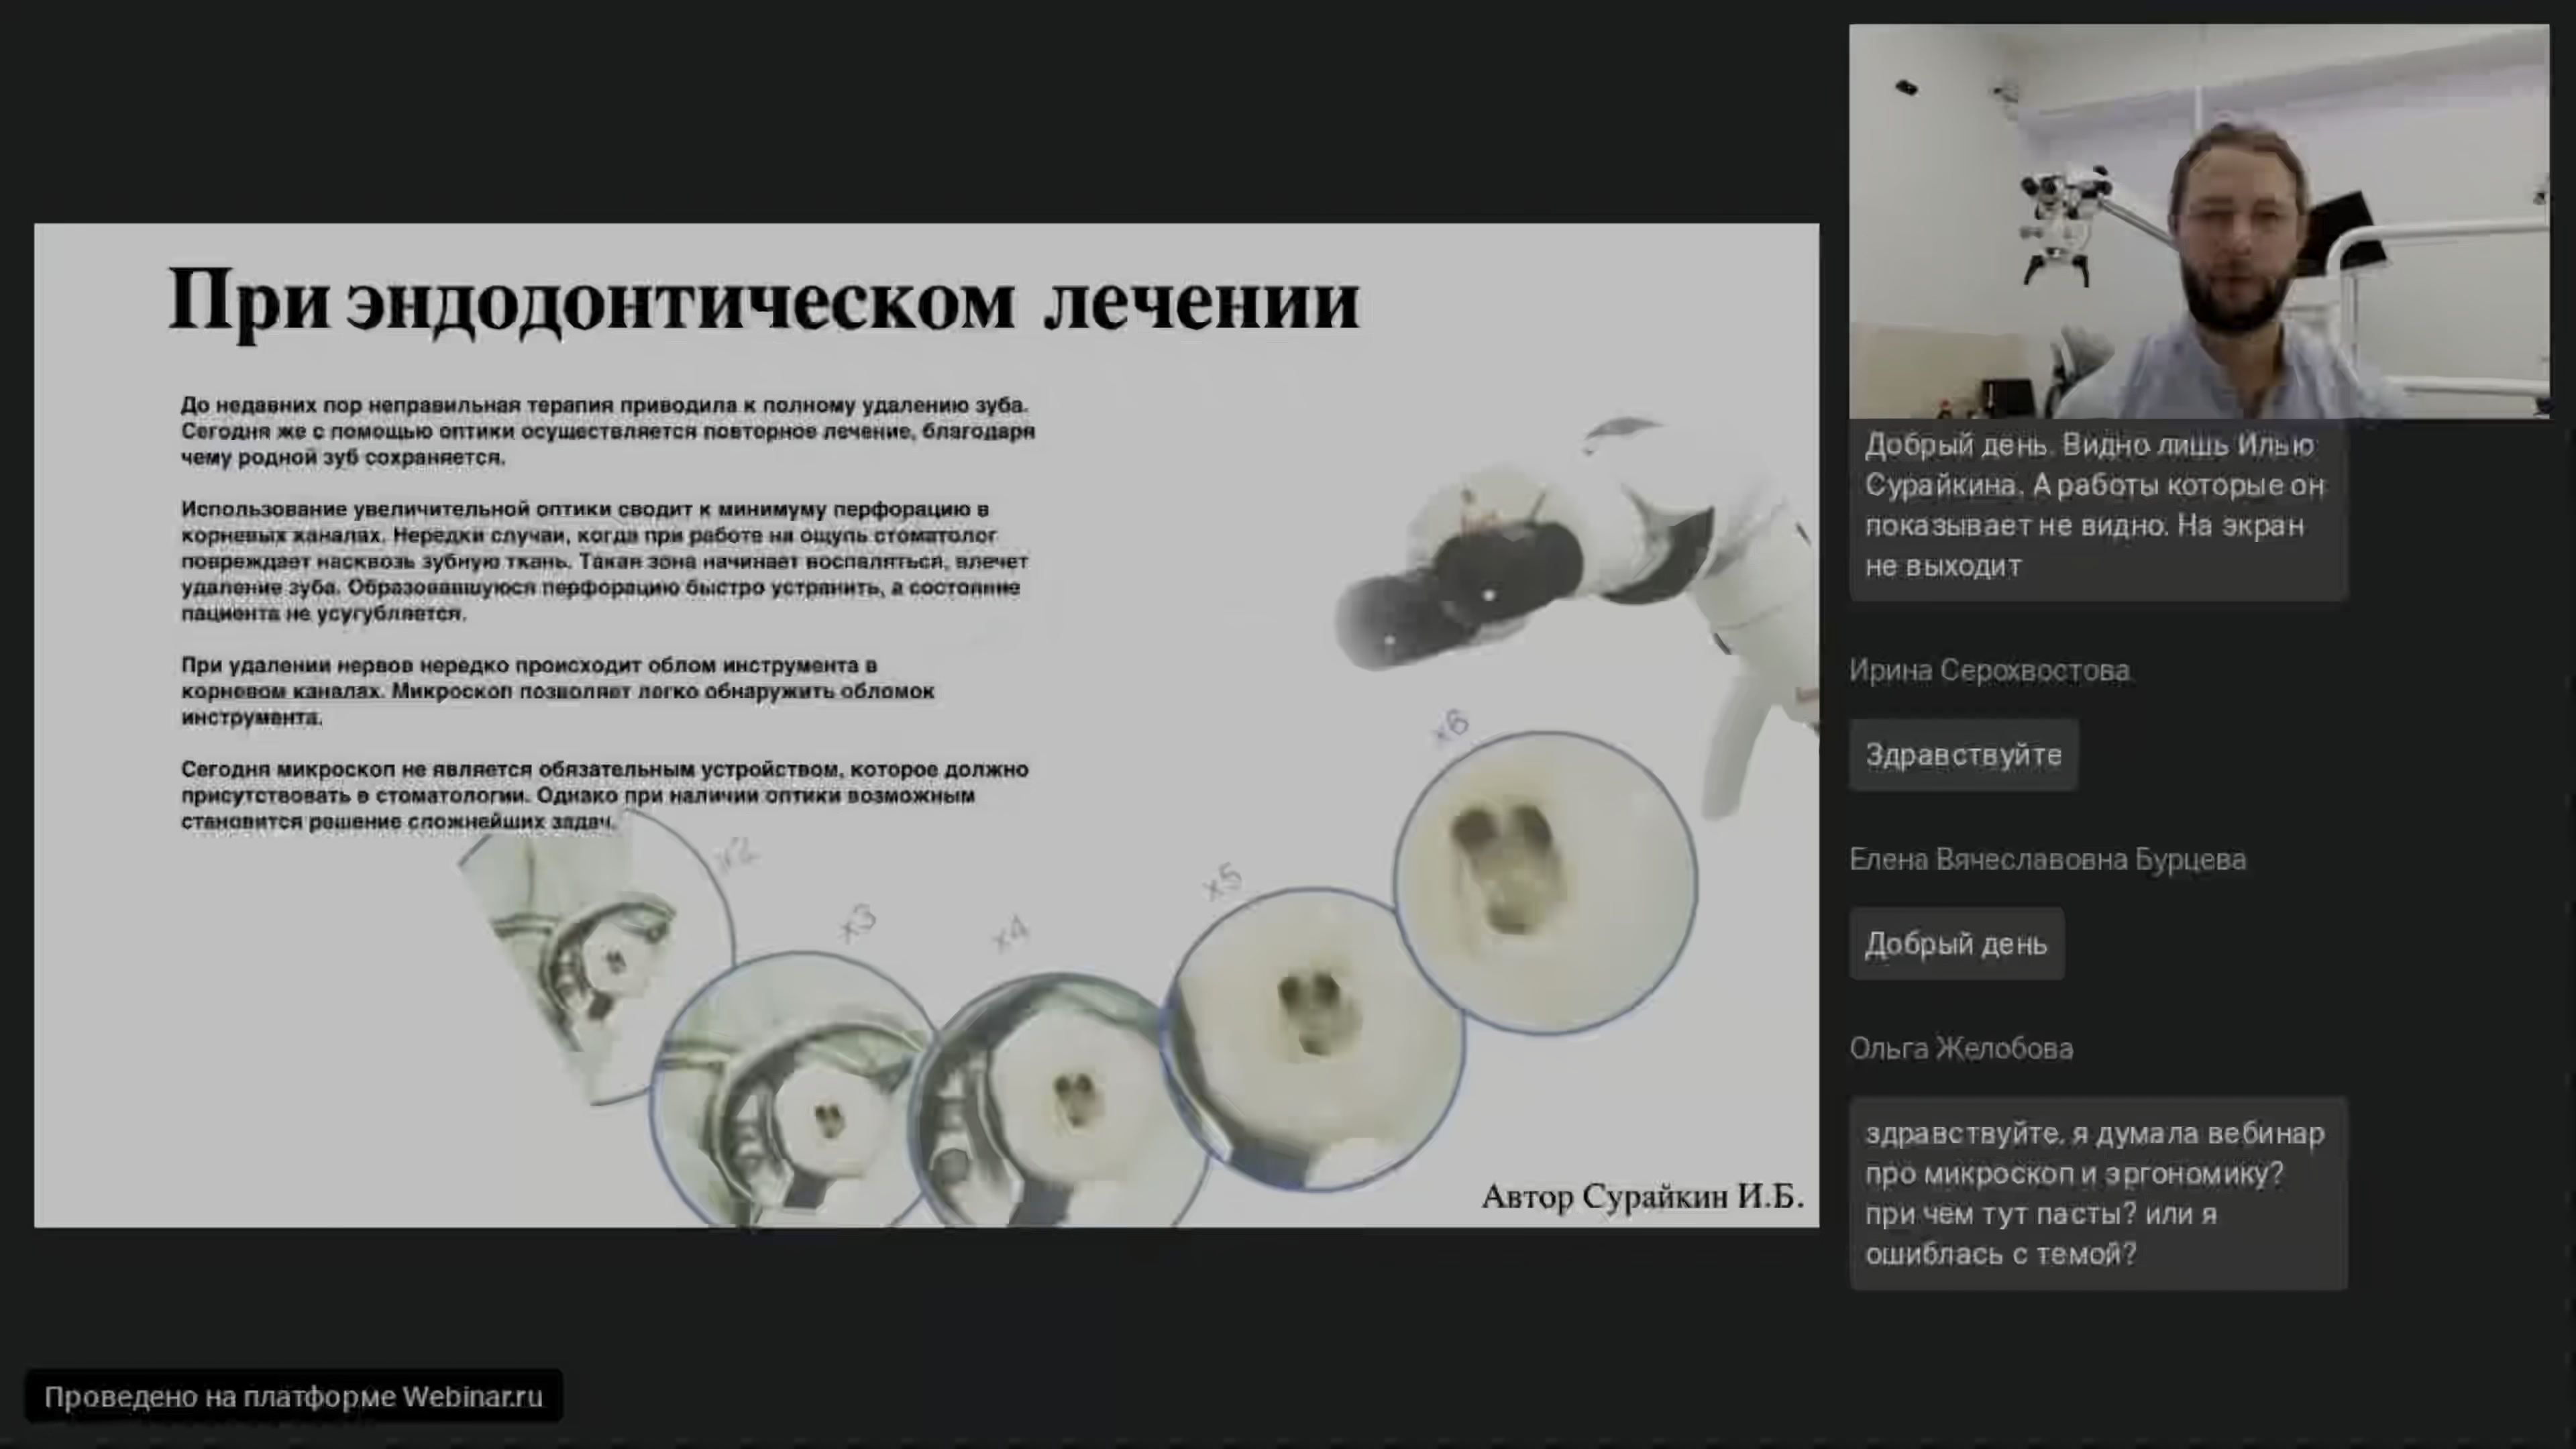 При эндодонтическом лечении
До недавних пор неправильная терапия приводила к полному удалению зуба.
Сегодня же с помощью оптики осуществляется повторное лечение, благодаря
чему родной зуб сохраняется.
Использование увеличительной оптики сводит к минимуму перфорацию в
корневых каналах. Нередки случаи, когда при работе на ощупь стоматолог
повреждает насквозь зубную ткань. Такая зона начинает воспаляться, влечет
удаление зуба. Образовавшуюся перфорацию быстро устранить, а состояние
пациента не усугубляется.
При удалении нервов нередко происходит облом инструмента в
корневом каналах. Микроскоп позволяет легко обнаружить обломок
инструмента.
Сегодня микроскоп не является обязательным устройством, которое должно
присутствовать в стоматологии. Однако при наличии оптики возможным
становится решение сложнейших задач.
x2
x3
x4
x5
x6
Автор Сурайкин И.Б.
Добрый день. Видно лишь Илью
Сурайкина. А работы которые он
показывает не видно. На экран
не выходит
Ирина Серохвостова
Здравствуйте
Елена Вячеславовна Бурцева
Добрый день
Ольга Желобова
здравствуйте. я думала вебинар
про микроскоп и эргономику?
при чем тут пасты? или я
ошиблась с темой?
Проведено на платформе Webinar.ru